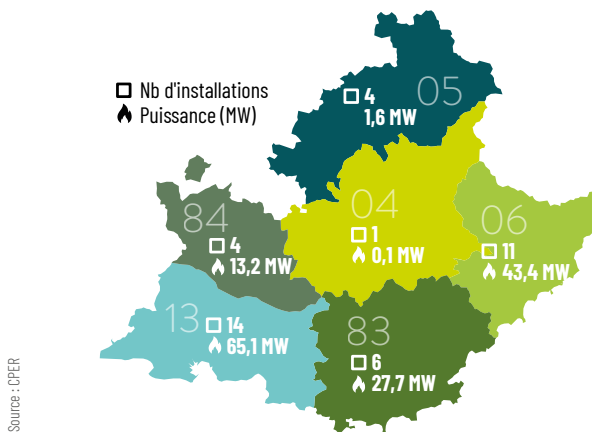 Nb d'installations
Puissance (MW)
05
4
1,6 MW
04
1
0,1 MW
84
4
13,2 MW
06
11
43,4 MW
13
14
65,1 MW
83
6
27,7 MW
Source : CPER